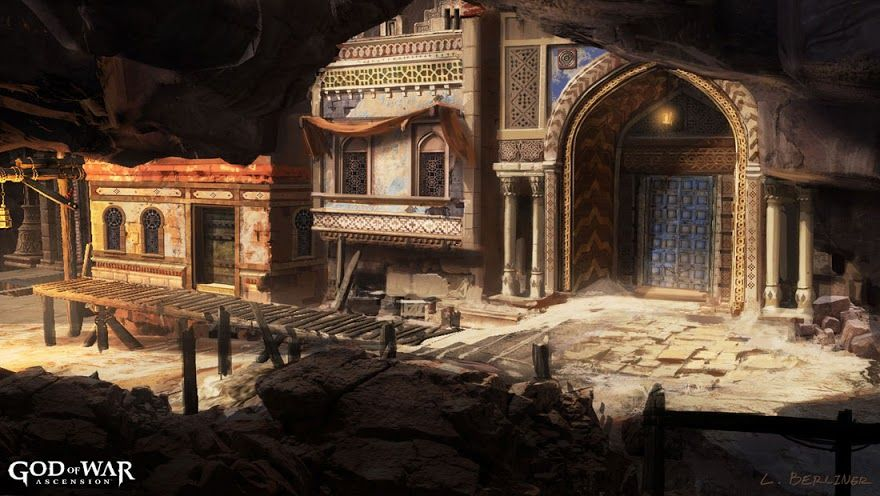 GOD OF WAR
ASCENSION
L. BERLINER